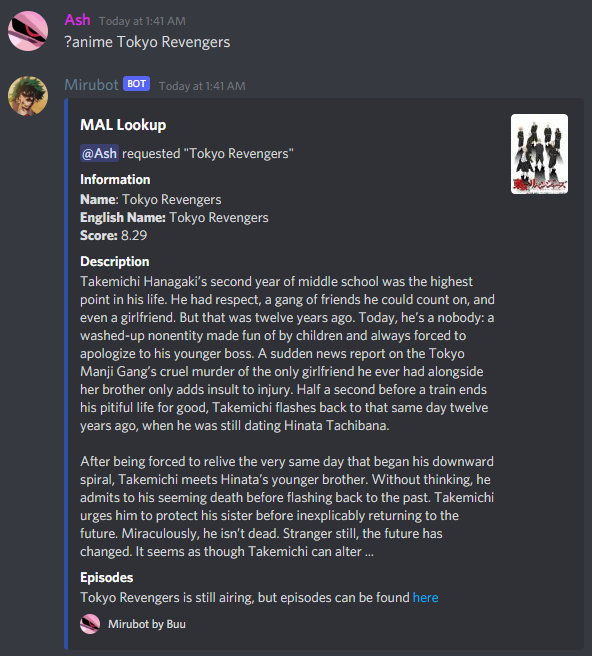 Ash Today at 1:41 AM
?anime Tokyo Revengers
Mirubot BOT Today at 1:41 AM
MAL Lookup
@Ash requested "Tokyo Revengers"
Information
Name: Tokyo Revengers
English Name: Tokyo Revengers
Score: 8.29
Description
Takemichi Hanagaki’s second year of middle school was the highest
point in his life. He had respect, a gang of friends he could count on, and
even a girlfriend. But that was twelve years ago. Today, he’s a nobody: a
washed-up nonentity made fun of by children and always forced to
apologize to his younger boss. A sudden news report on the Tokyo
Manji Gang’s cruel murder of the only girlfriend he ever had alongside
her brother only adds insult to injury. Half a second before a train ends
his pitiful life for good, Takemichi flashes back to that same day twelve
years ago, when he was still dating Hinata Tachibana.
After being forced to relive the very same day that began his downward
spiral, Takemichi meets Hinata’s younger brother. Without thinking, he
admits to his seeming death before flashing back to the past. Takemichi
urges him to protect his sister before inexplicably returning to the
future. Miraculously, he isn’t dead. Stranger still, the future has
changed. It seems as though Takemichi can alter ...
Episodes
Tokyo Revengers is still airing, but episodes can be found here
Mirubot by Buu